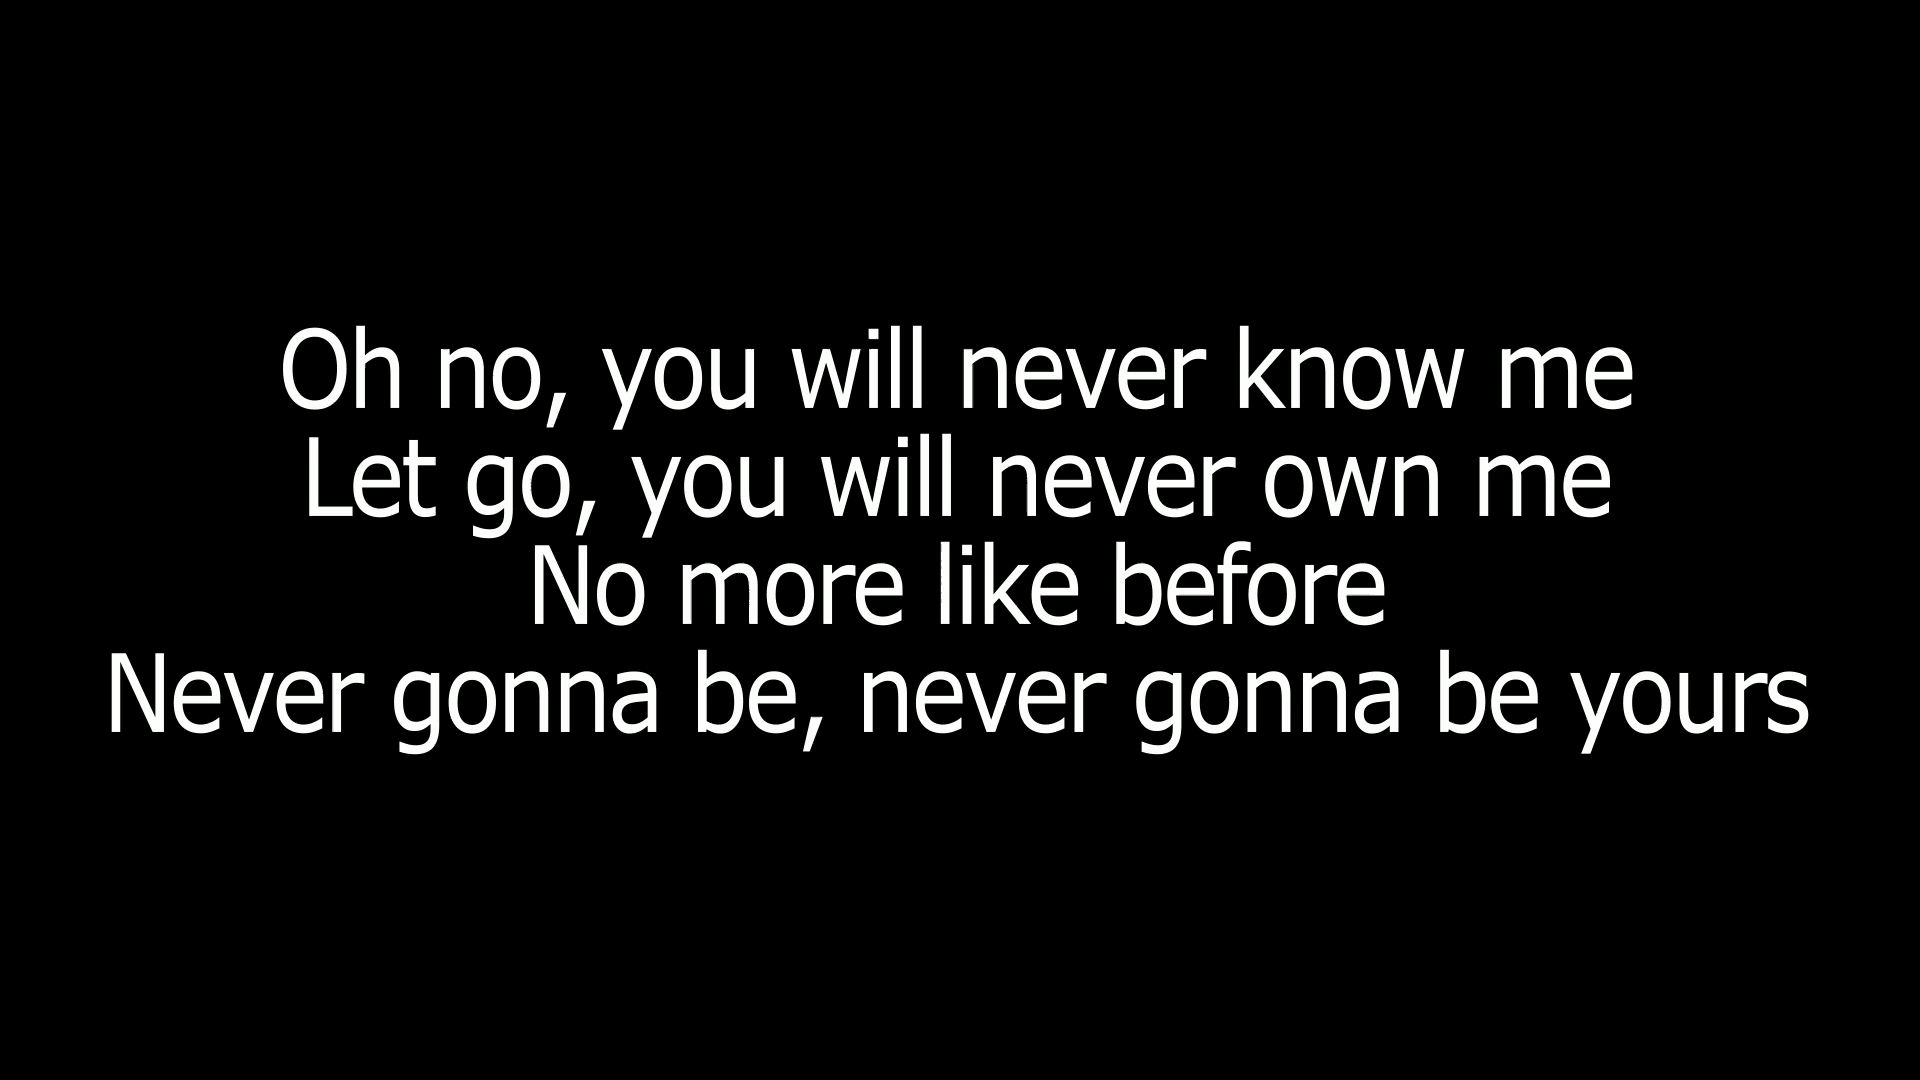 Oh no, you will never know me
Let go, you will never own me
No more like before
Never gonna be, never gonna be yours